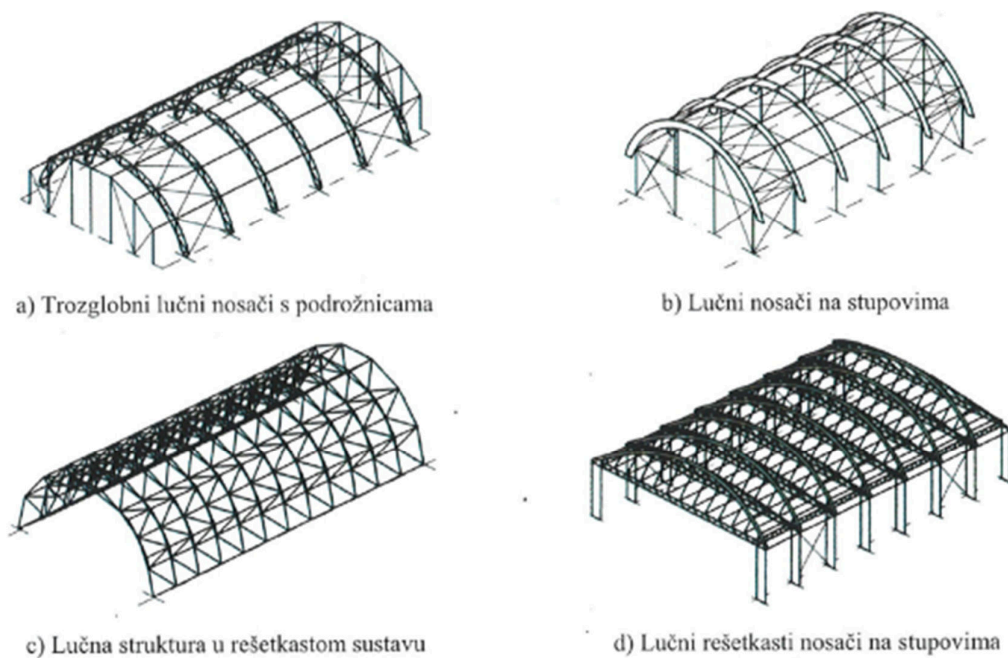 a) Trozglobni lučni nosači s podrožnicama
b) Lučni nosači na stupovima
c) Lučna struktura u rešetkastom sustavu
d) Lučni rešetkasti nosači na stupovima